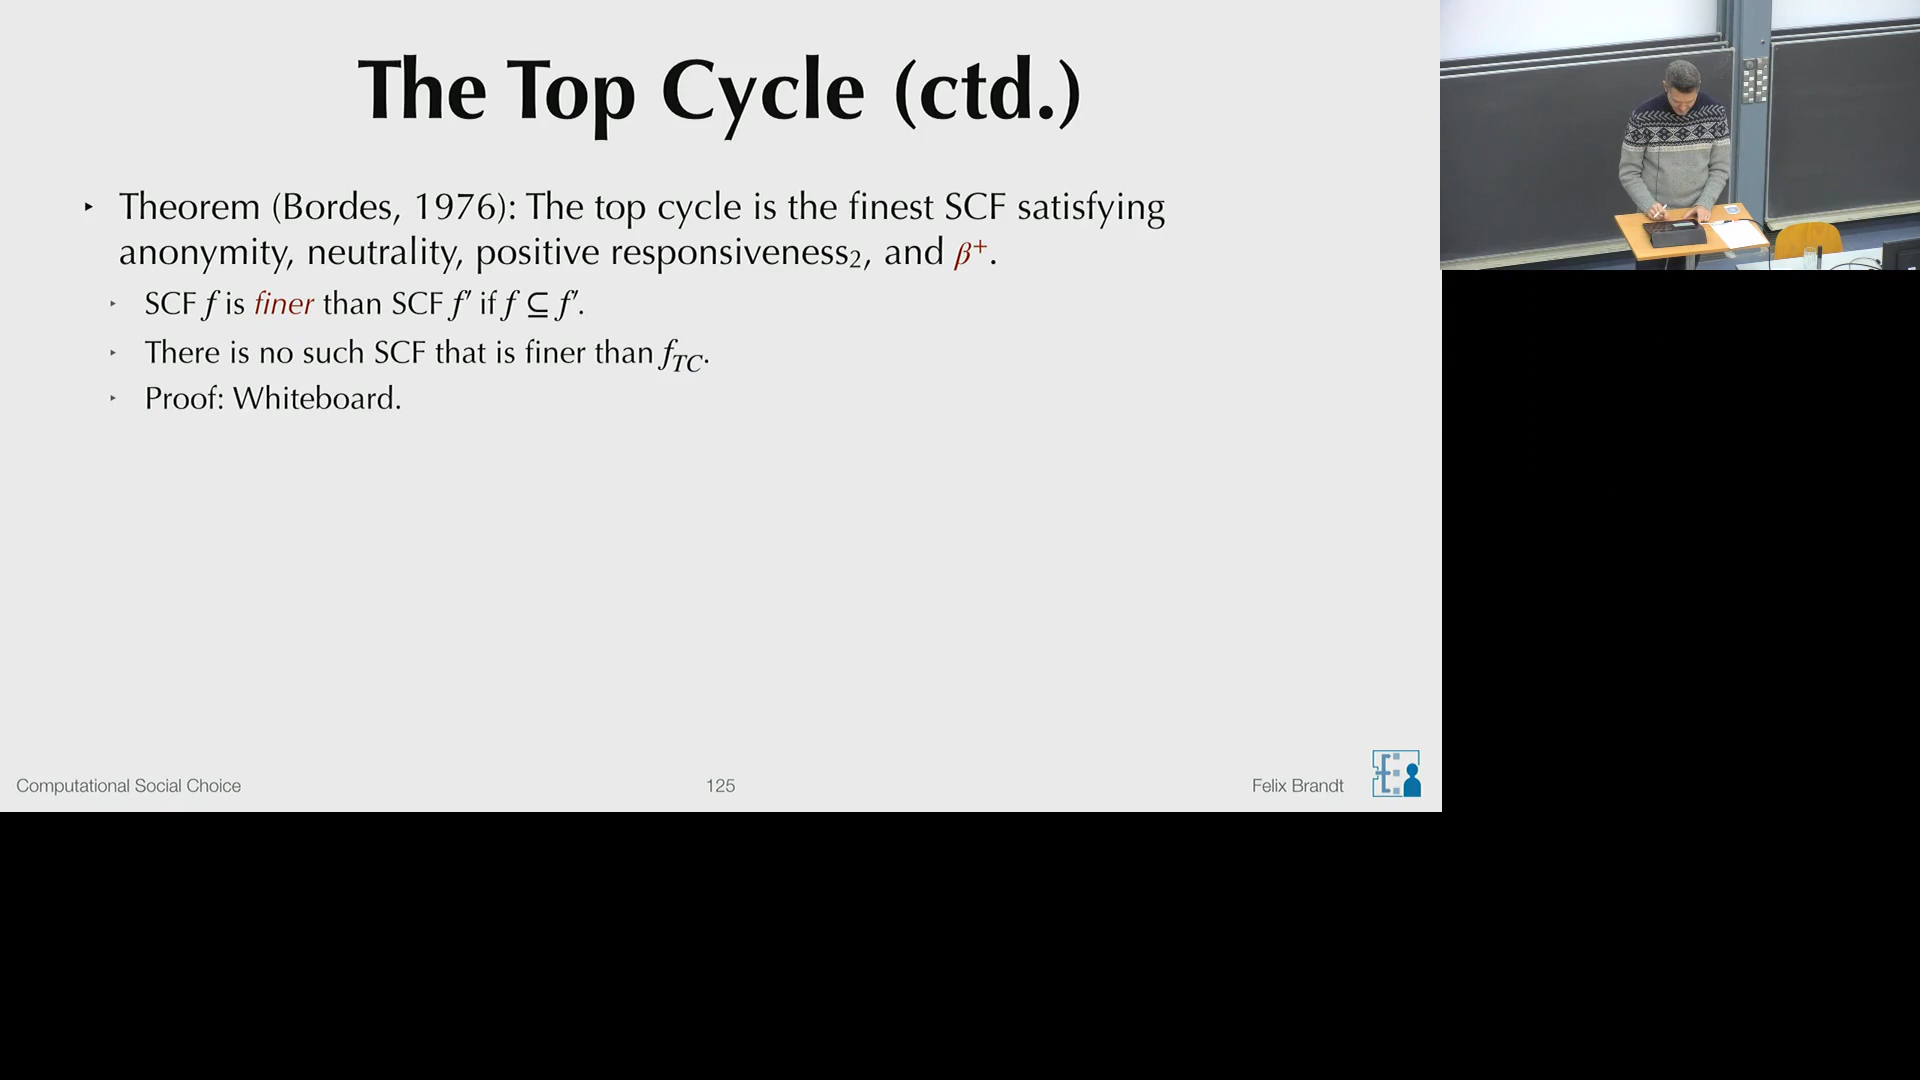 The Top Cycle (ctd.)
‣ Theorem (Bordes, 1976): The top cycle is the finest SCF satisfying
anonymity, neutrality, positive responsiveness₂, and β⁺.
‣ SCF f is finer than SCF f′ if f ⊆ f′.
‣ There is no such SCF that is finer than f_TC.
‣ Proof: Whiteboard.
Computational Social Choice
125
Felix Brandt